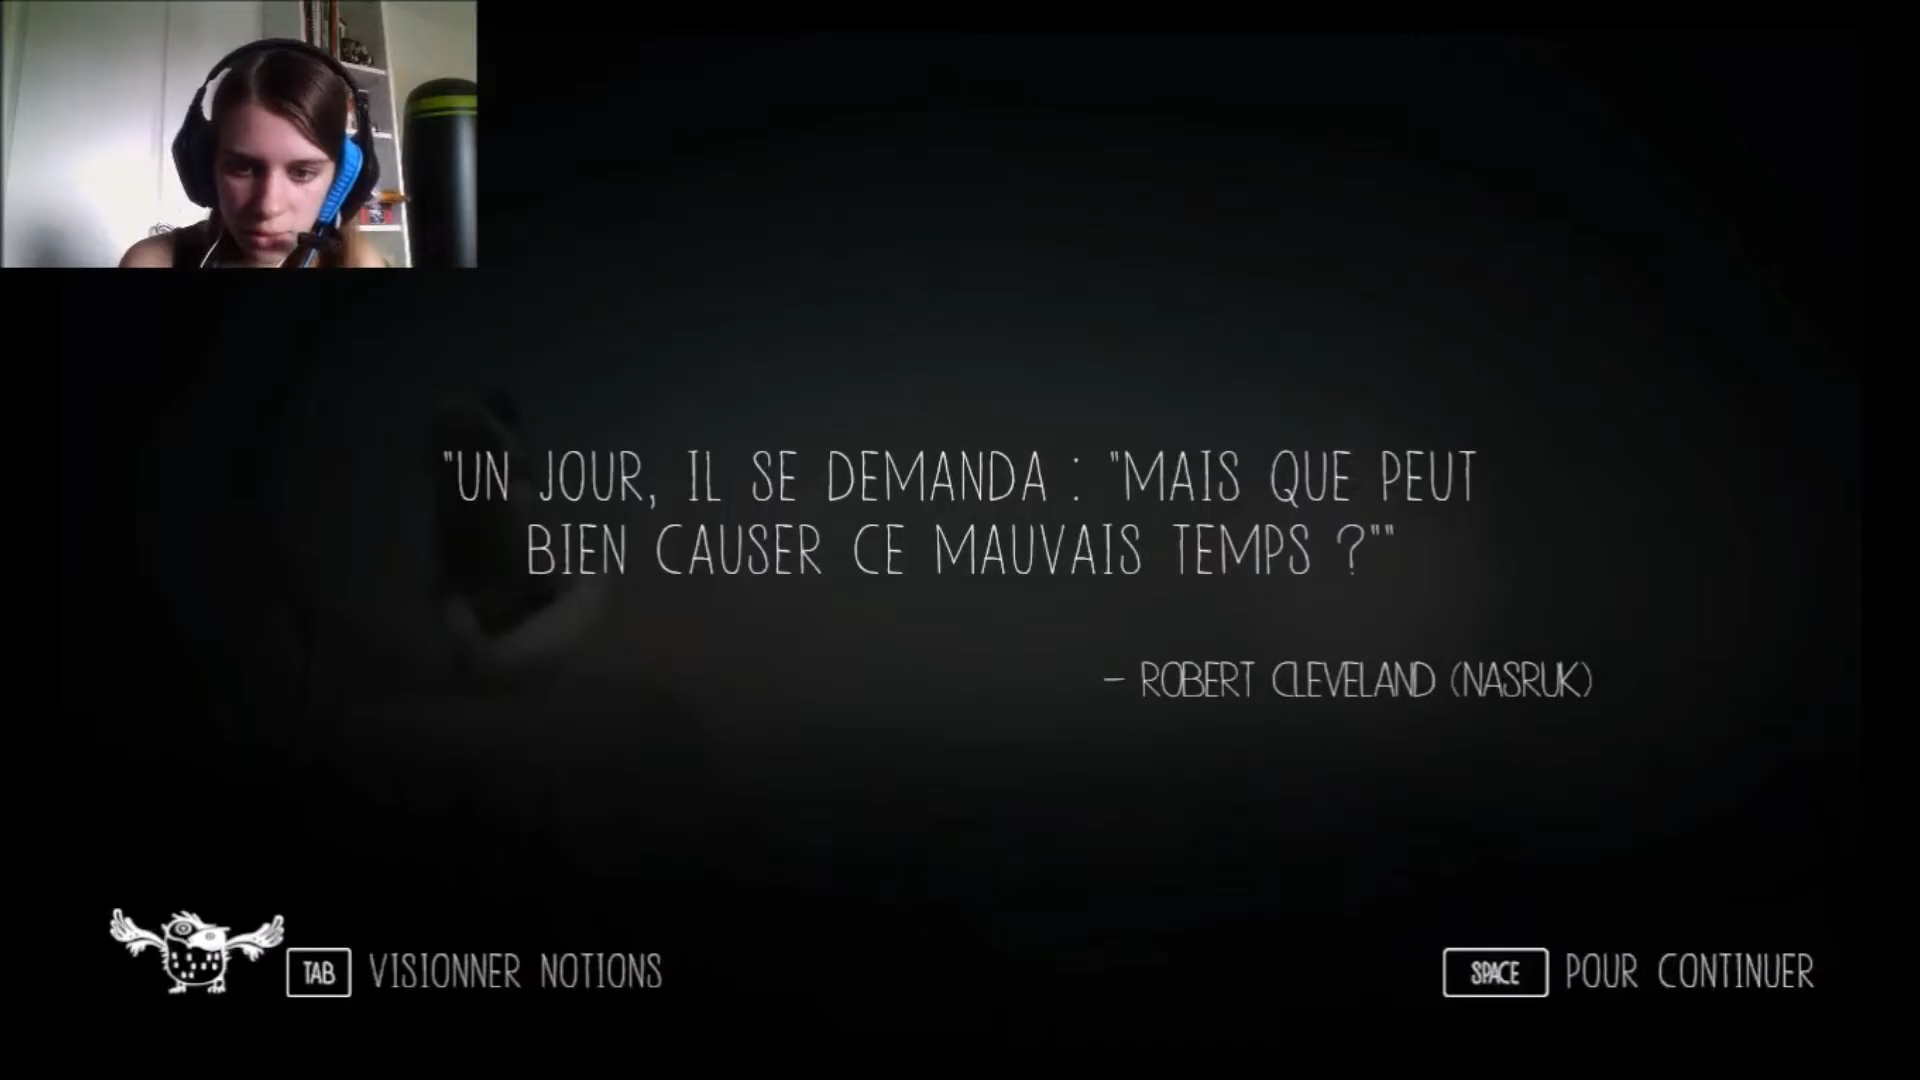 "UN JOUR, IL SE DEMANDA : "MAIS QUE PEUT
BIEN CAUSER CE MAUVAIS TEMPS ?""
– ROBERT CLEVELAND (NASRUK)
TAB VISIONNER NOTIONS
SPACE POUR CONTINUER